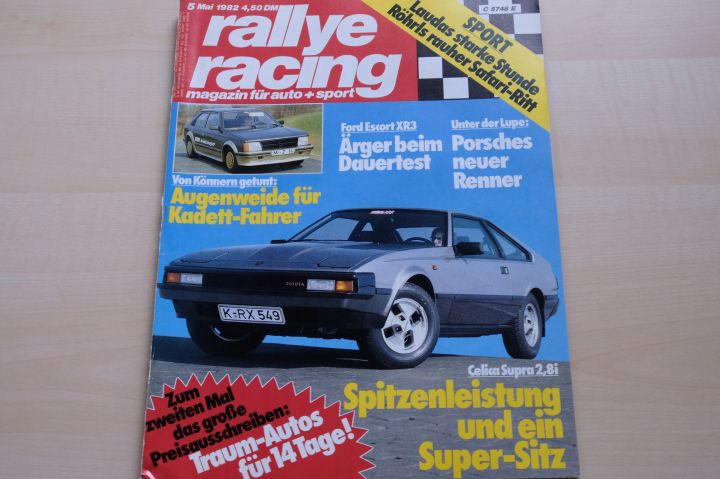 5 Mai 1982 4,50 DM
C 5748 E
rallye
racing
magazin für auto + sport
SPORT
Laudas starke Stunde
Röhrls rauher Safari-Ritt
Ford Escort XR3
Ärger beim
Dauertest
Unter der Lupe:
Porsches
neuer
Renner
Von Könnern getunt:
Augenweide für
Kadett-Fahrer
TOYOTA
K-RX 549
Celica Supra 2,8i
Spitzenleistung
und ein
Super-Sitz
Zum
zweiten Mal
das große
Preisausschreiben:
Traum-Autos
für 14 Tage!